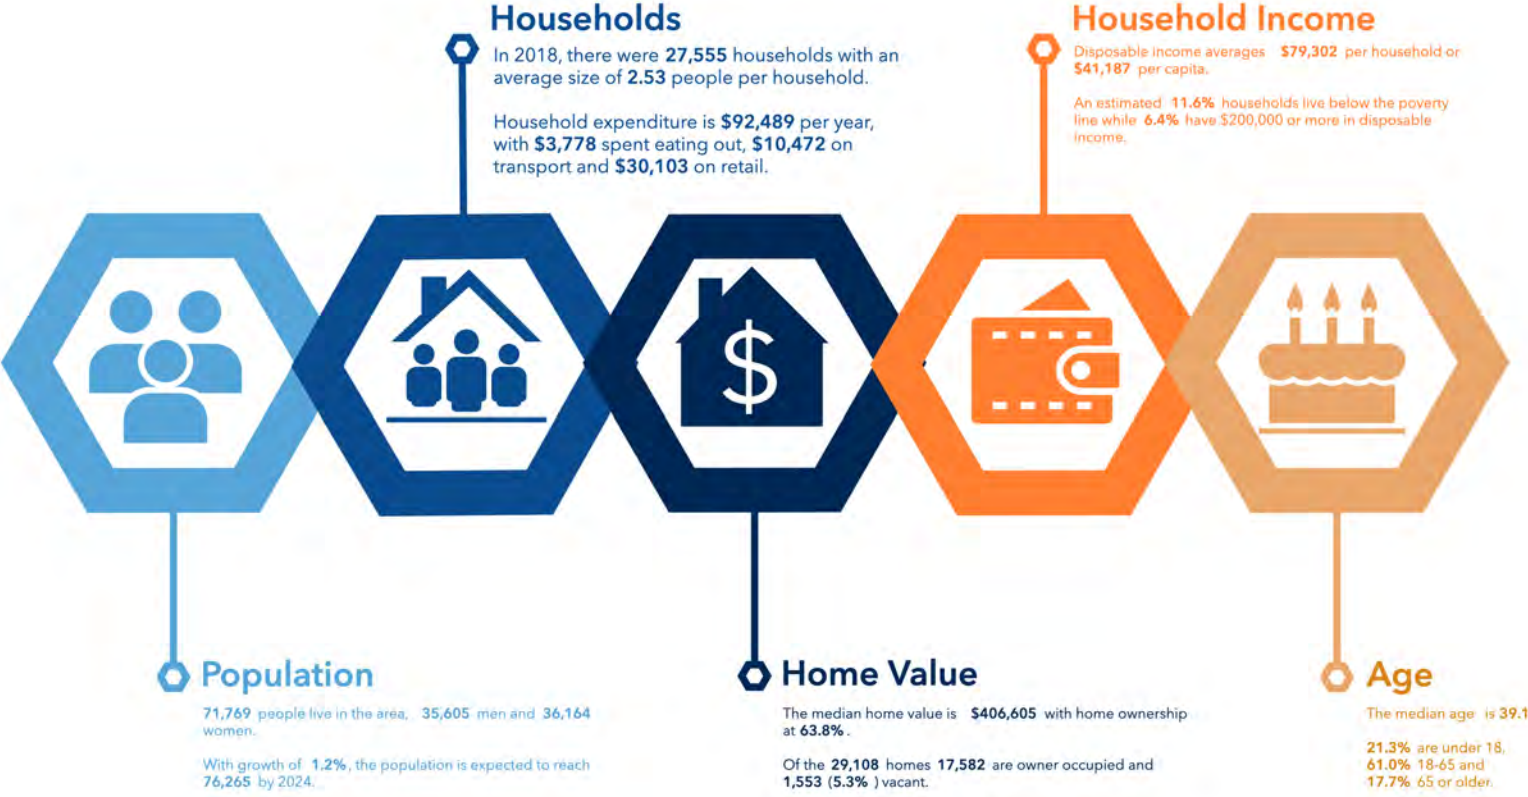 Households
In 2018, there were 27,555 households with an
average size of 2.53 people per household.
Household expenditure is $92,489 per year,
with $3,778 spent eating out, $10,472 on
transport and $30,103 on retail.
Household Income
Disposable income averages $79,302 per household or
$41,187 per capita.
An estimated 11.6% households live below the poverty
line while 6.4% have $200,000 or more in disposable
income.
$
Population
71,769 people live in the area, 35,605 men and 36,164
women.
With growth of 1.2%, the population is expected to reach
76,265 by 2024.
Home Value
The median home value is $406,605 with home ownership
at 63.8%.
Of the 29,108 homes 17,582 are owner occupied and
1,553 (5.3% ) vacant.
Age
The median age is 39.1
21.3% are under 18,
61.0% 18-65 and
17.7% 65 or older.